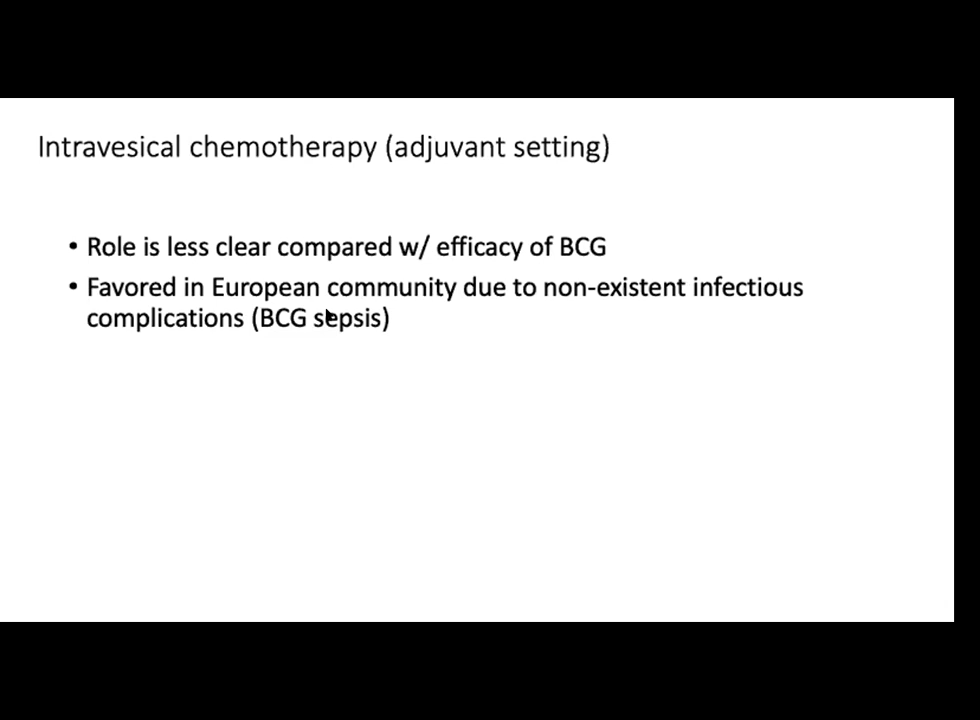 Intravesical chemotherapy (adjuvant setting)
• Role is less clear compared w/ efficacy of BCG
• Favored in European community due to non-existent infectious
complications (BCG sepsis)